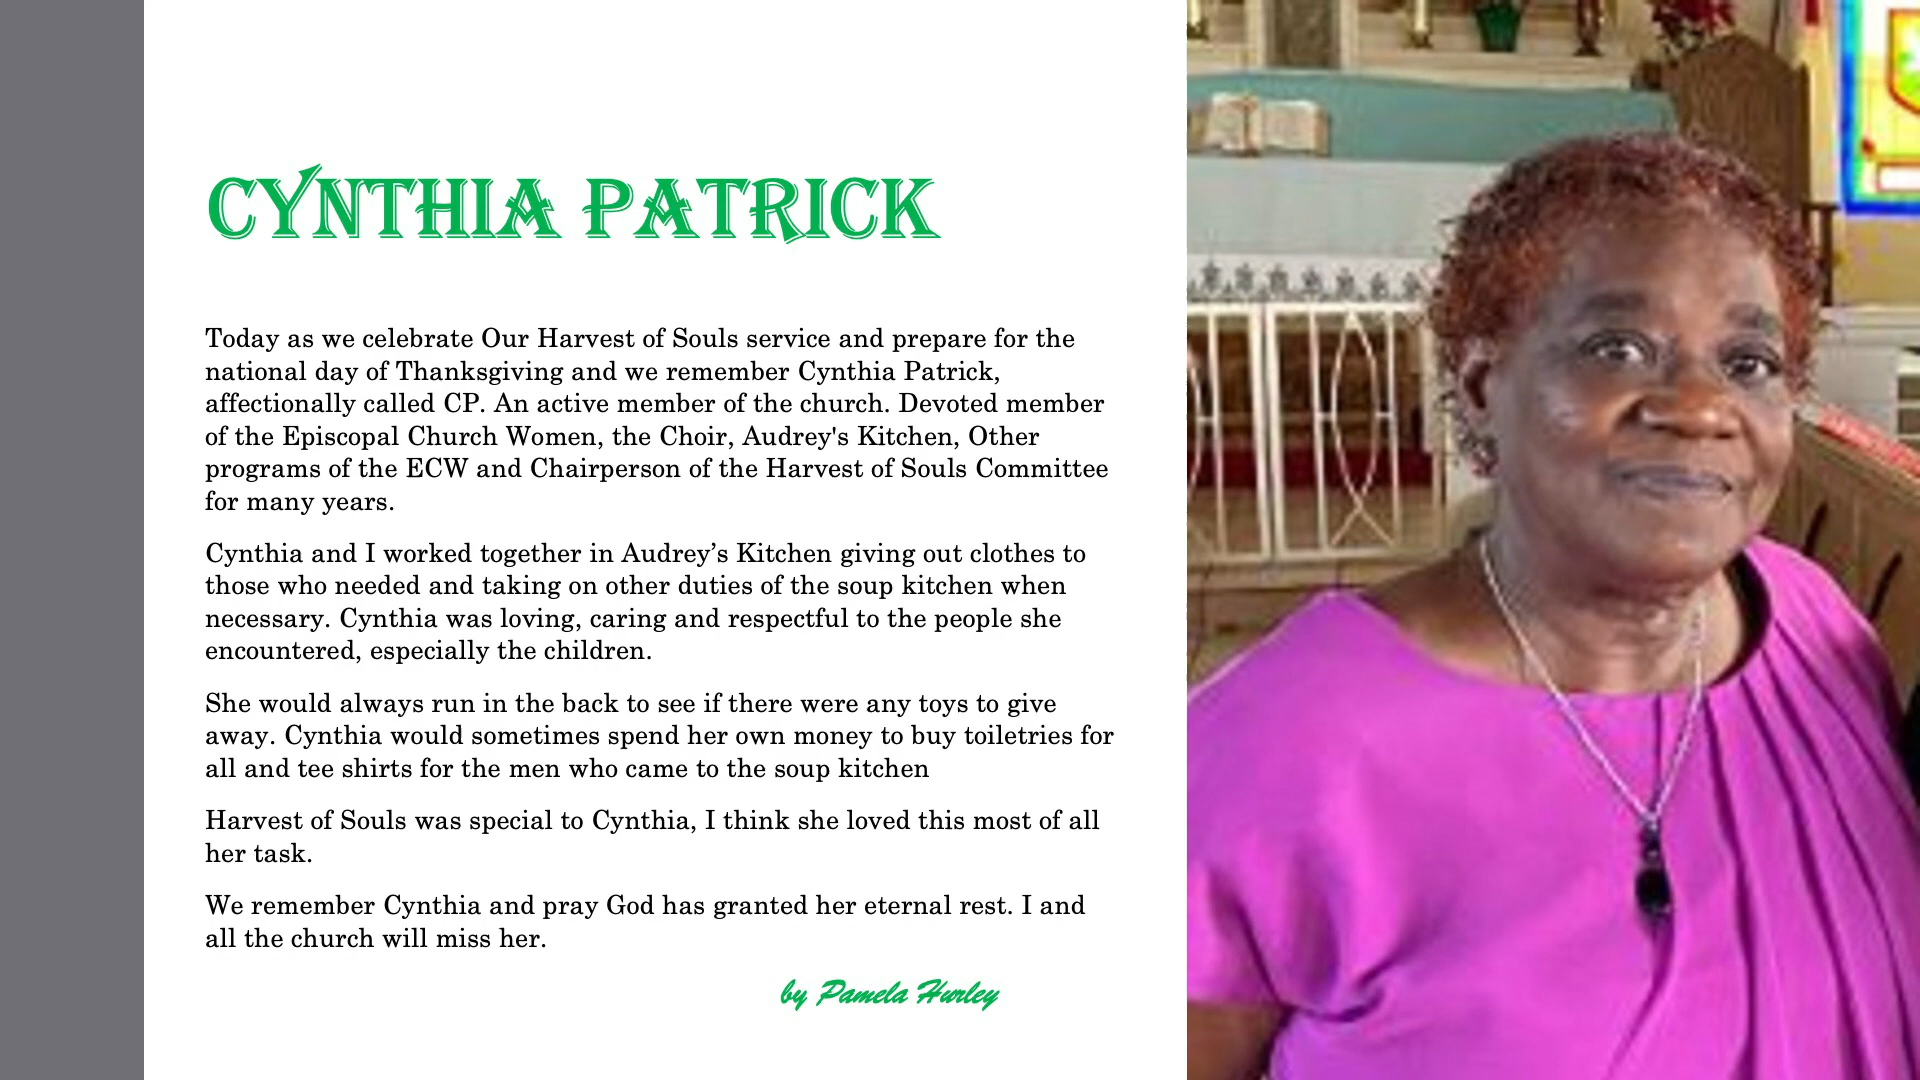 CYNTHIA PATRICK
Today as we celebrate Our Harvest of Souls service and prepare for the
national day of Thanksgiving and we remember Cynthia Patrick,
affectionally called CP. An active member of the church. Devoted member
of the Episcopal Church Women, the Choir, Audrey's Kitchen, Other
programs of the ECW and Chairperson of the Harvest of Souls Committee
for many years.
Cynthia and I worked together in Audrey’s Kitchen giving out clothes to
those who needed and taking on other duties of the soup kitchen when
necessary. Cynthia was loving, caring and respectful to the people she
encountered, especially the children.
She would always run in the back to see if there were any toys to give
away. Cynthia would sometimes spend her own money to buy toiletries for
all and tee shirts for the men who came to the soup kitchen
Harvest of Souls was special to Cynthia, I think she loved this most of all
her task.
We remember Cynthia and pray God has granted her eternal rest. I and
all the church will miss her.
by Pamela Hurley